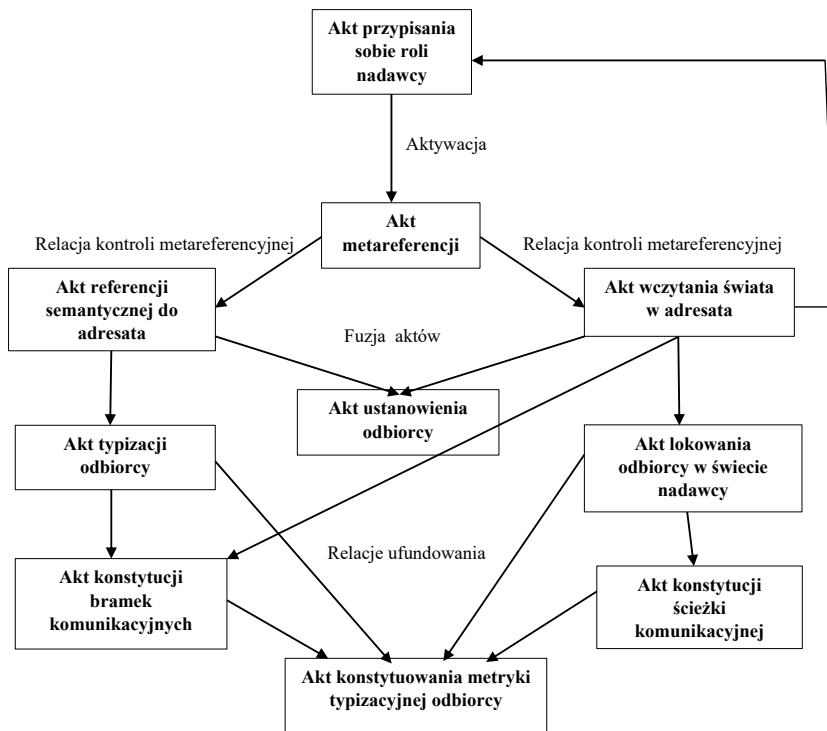 Akt przypisania
sobie roli
nadawcy
Aktywacja
Akt
metareferencji
Relacja kontroli metareferencyjnej
Relacja kontroli metareferencyjnej
Akt referencji
semantycznej do
adresata
Akt wczytania świata
w adresata
Fuzja aktów
Akt ustanowienia
odbiorcy
Akt typizacji
odbiorcy
Akt lokowania
odbiorcy w świecie
nadawcy
Relacje ufundowania
Akt konstytucji
bramek
komunikacyjnych
Akt konstytucji
ścieżki
komunikacyjnej
Akt konstytuowania metryki
typizacyjnej odbiorcy